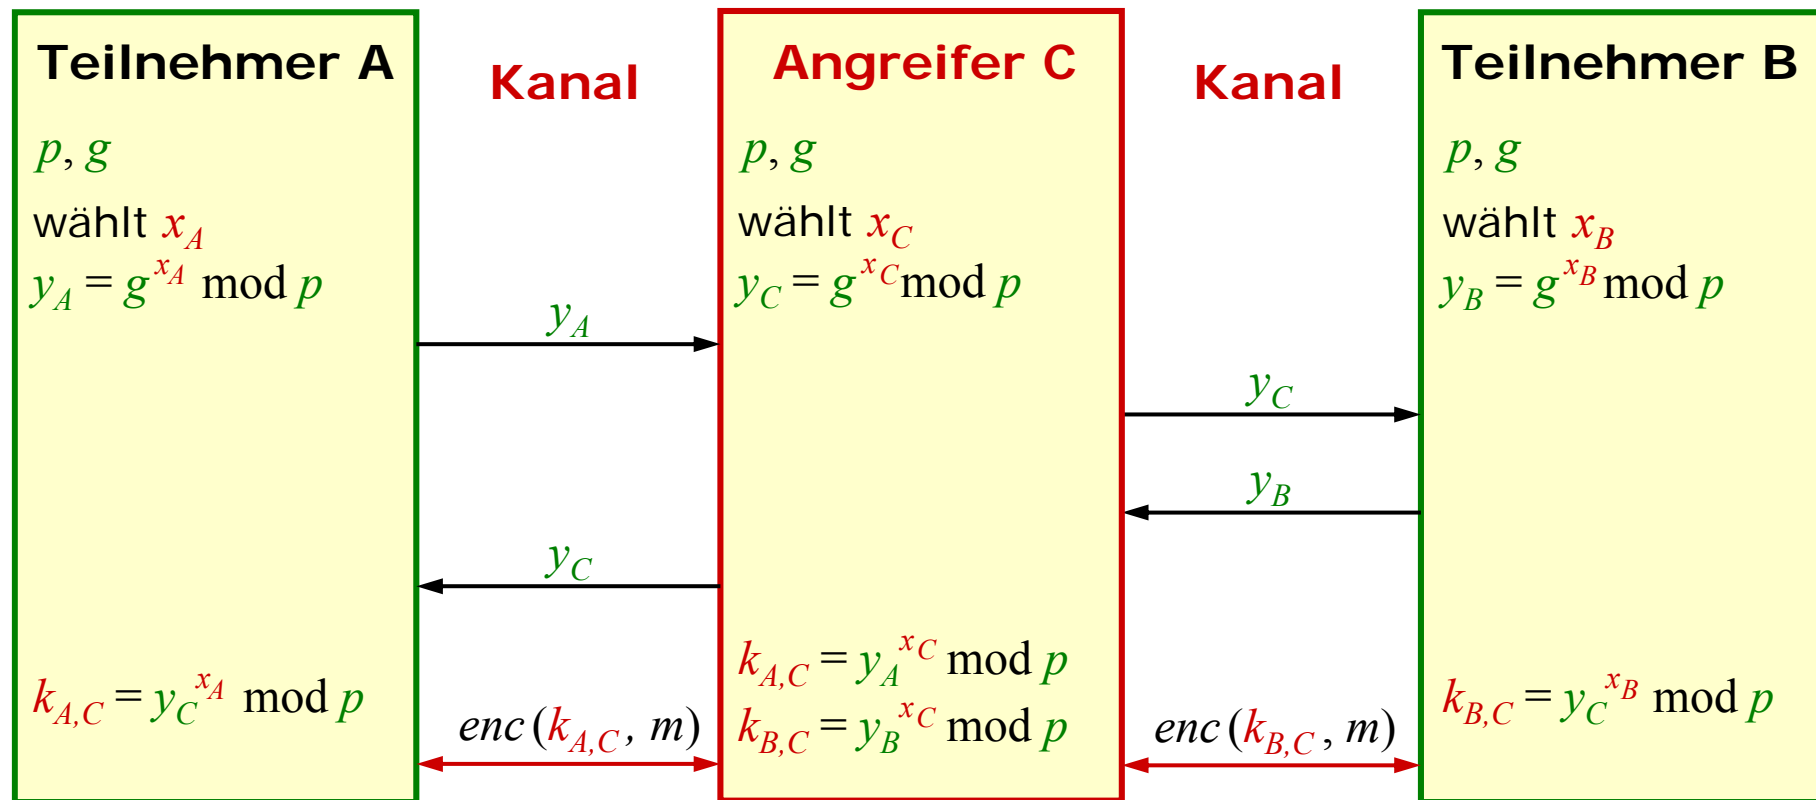 Teilnehmer A
p, g
wählt x_A
y_A = g^{x_A} mod p
k_{A,C} = y_C^{x_A} mod p
Kanal
y_A
y_C
enc(k_{A,C}, m)
Angreifer C
p, g
wählt x_C
y_C = g^{x_C} mod p
k_{A,C} = y_A^{x_C} mod p
k_{B,C} = y_B^{x_C} mod p
Kanal
y_C
y_B
enc(k_{B,C}, m)
Teilnehmer B
p, g
wählt x_B
y_B = g^{x_B} mod p
k_{B,C} = y_C^{x_B} mod p